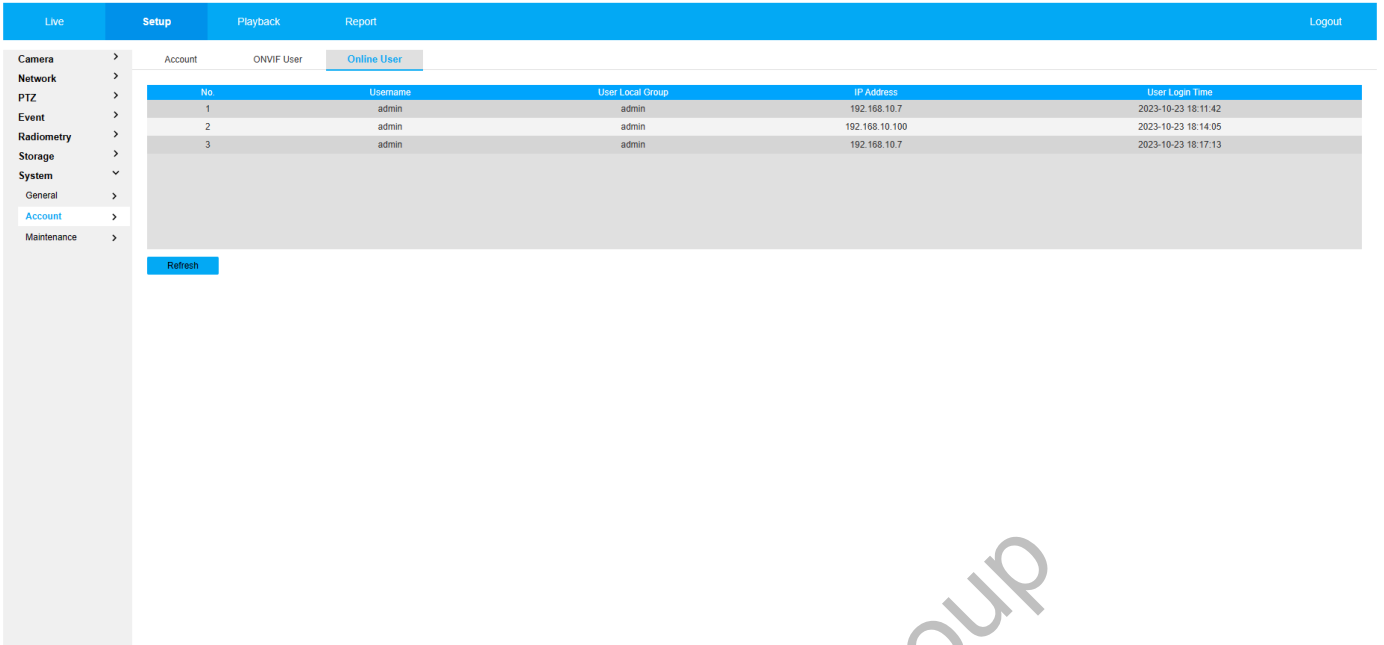 Live Setup Playback Report Logout
Camera
Network
PTZ
Event
Radiometry
Storage
System
General
Account
Maintenance
Account ONVIF User Online User
No. Username User Local Group IP Address User Login Time
1 admin admin 192.168.10.7 2023-10-23 18:11:42
2 admin admin 192.168.10.100 2023-10-23 18:14:05
3 admin admin 192.168.10.7 2023-10-23 18:17:13
Refresh